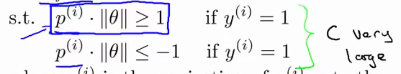 s.t. p^{(i)} · ‖θ‖ ≥ 1 if y^{(i)} = 1 C very
p^{(i)} · ‖θ‖ ≤ −1 if y^{(i)} = 1 large